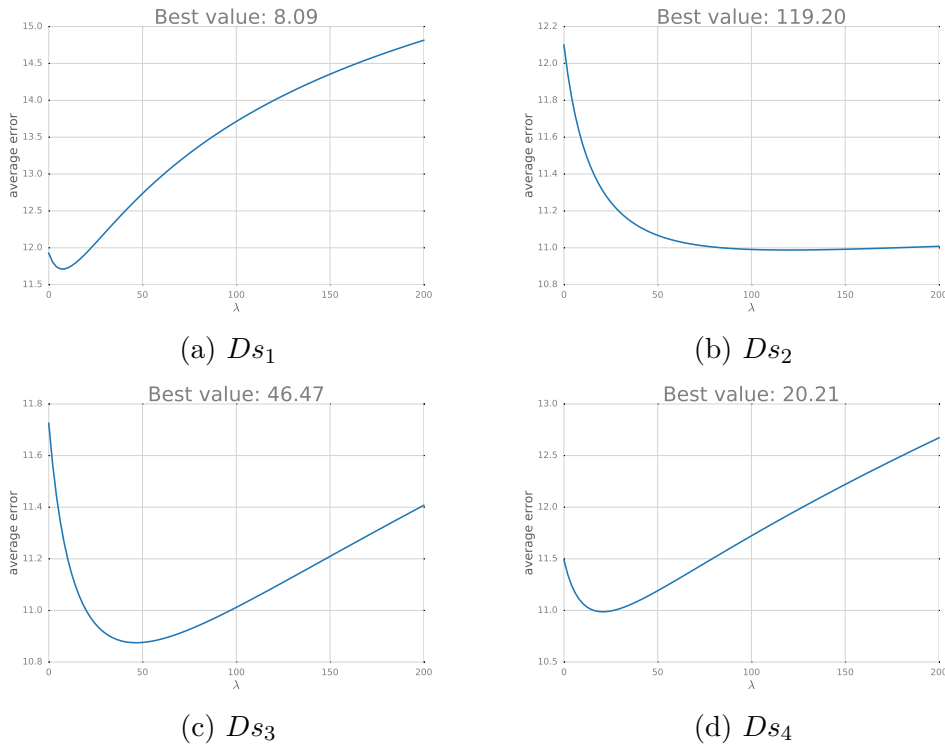 Best value: 8.09
15.0
14.5
14.0
13.5
13.0
12.5
12.0
11.5
average error
0 50 100 150 200
λ
(a) Ds₁
Best value: 119.20
12.2
12.0
11.8
11.6
11.4
11.2
11.0
10.8
average error
0 50 100 150 200
λ
(b) Ds₂
Best value: 46.47
11.8
11.6
11.4
11.2
11.0
10.8
average error
0 50 100 150 200
λ
(c) Ds₃
Best value: 20.21
13.0
12.5
12.0
11.5
11.0
10.5
average error
0 50 100 150 200
λ
(d) Ds₄